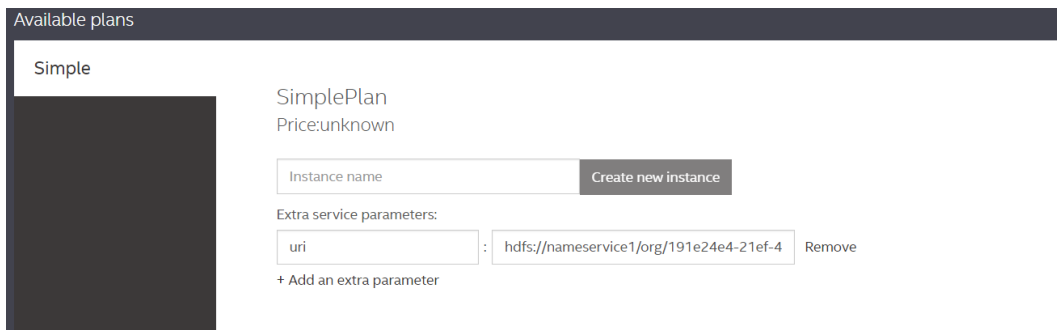 Available plans
Simple
SimplePlan
Price:unknown
Instance name Create new instance
Extra service parameters:
uri : hdfs://nameservice1/org/191e24e4-21ef-4 Remove
+ Add an extra parameter